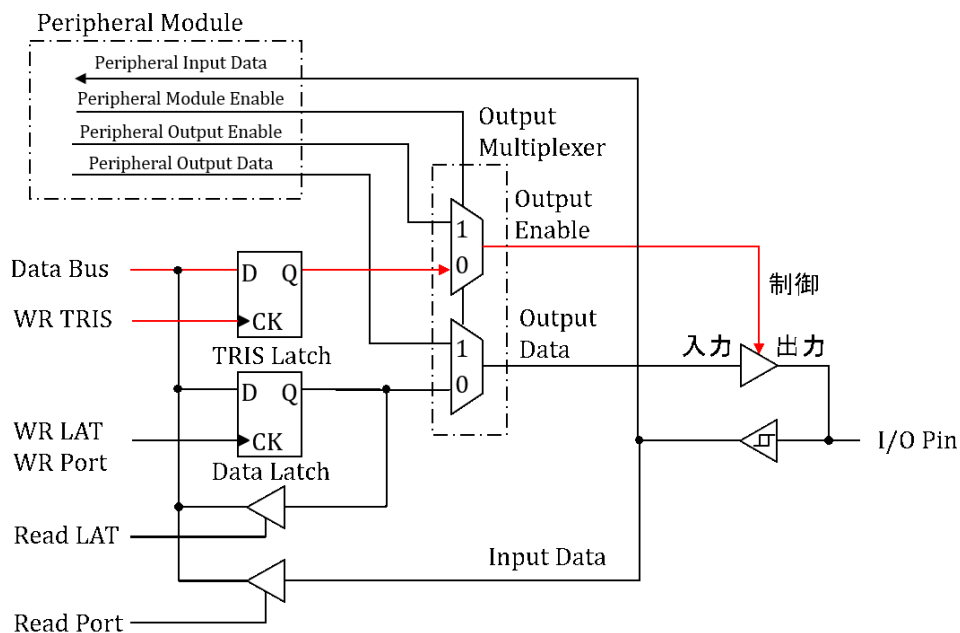 Peripheral Module
Peripheral Input Data
Peripheral Module Enable
Peripheral Output Enable
Peripheral Output Data
Output
Multiplexer
Output
Enable
1
0
Data Bus
D Q
WR TRIS
CK
TRIS Latch
制御
Output
Data
1
0
入力
出力
D Q
WR LAT
WR Port
CK
Data Latch
I/O Pin
Read LAT
Input Data
Read Port